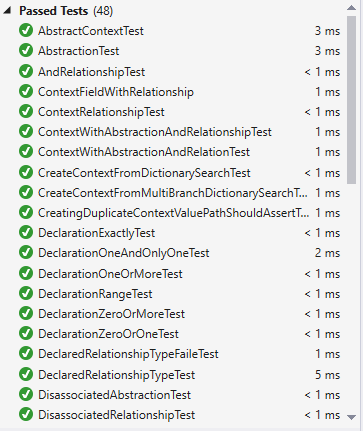 Passed Tests (48)
AbstractContextTest 3 ms
AbstractionTest 3 ms
AndRelationshipTest < 1 ms
ContextFieldWithRelationship 1 ms
ContextRelationshipTest < 1 ms
ContextWithAbstractionAndRelationshipTest 1 ms
ContextWithAbstractionAndRelationTest 1 ms
CreateContextFromDictionarySearchTest < 1 ms
CreateContextFromMultiBranchDictionarySearchT... < 1 ms
CreatingDuplicateContextValuePathShouldAssertT... < 1 ms
DeclarationExactlyTest < 1 ms
DeclarationOneAndOnlyOneTest 2 ms
DeclarationOneOrMoreTest < 1 ms
DeclarationRangeTest < 1 ms
DeclarationZeroOrMoreTest < 1 ms
DeclarationZeroOrOneTest < 1 ms
DeclaredRelationshipTypeFaileTest 1 ms
DeclaredRelationshipTypeTest 5 ms
DisassociatedAbstractionTest < 1 ms
DisassociatedRelationshipTest < 1 ms